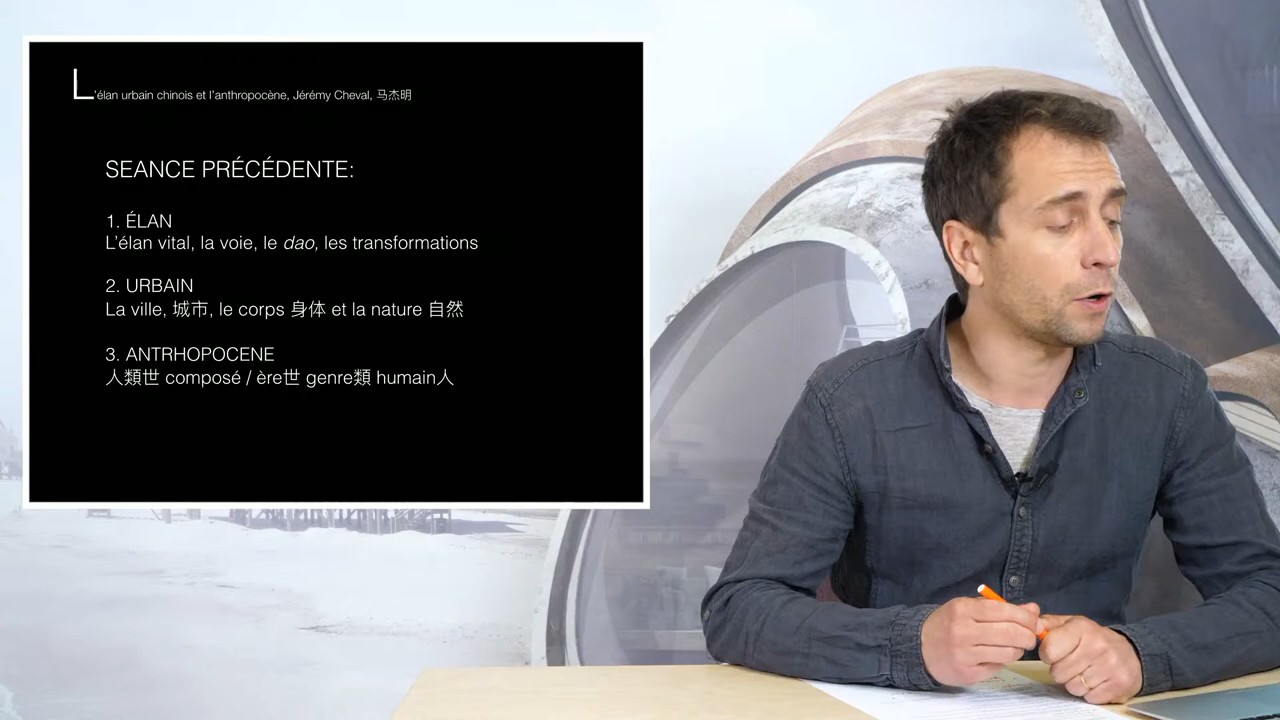 L'élan urbain chinois et l'anthropocène, Jérémy Cheval, 马杰明
SEANCE PRÉCÉDENTE:
1. ÉLAN
L'élan vital, la voie, le dao, les transformations
2. URBAIN
La ville, 城市, le corps 身体 et la nature 自然
3. ANTRHOPOCENE
人類世 composé / ère世 genre類 humain人